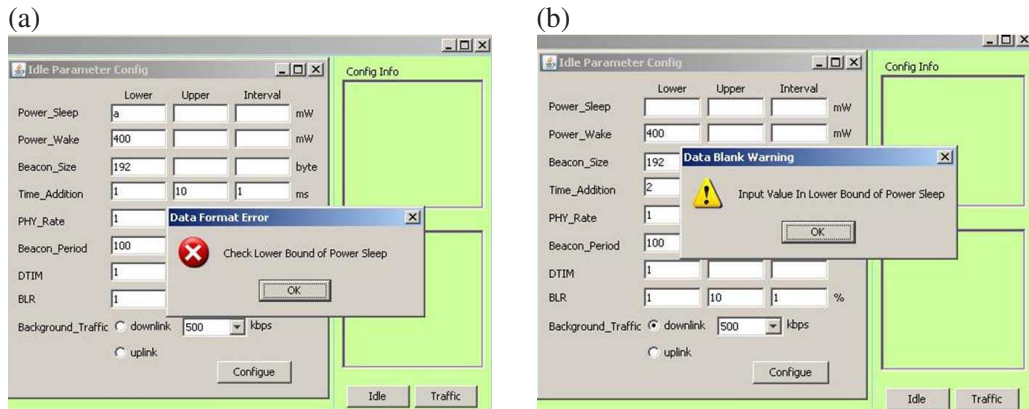 (a)
Idle Parameter Config
Config Info
Lower Upper Interval
Power_Sleep a mW
Power_Wake 400 mW
Beacon_Size 192 byte
Time_Addition 1 10 1 ms
PHY_Rate 1
Data Format Error
Beacon_Period 100
Check Lower Bound of Power Sleep
DTIM 1
OK
BLR 1
Background_Traffic downlink 500 kbps
uplink
Configue
Idle Traffic
(b)
Idle Parameter Config
Config Info
Lower Upper Interval
Power_Sleep mW
Power_Wake 400 mW
Beacon_Size 192
Data Blank Warning
Time_Addition 2
Input Value In Lower Bound of Power Sleep
PHY_Rate 1
OK
Beacon_Period 100
DTIM 1
BLR 1 10 1 %
Background_Traffic downlink 500 kbps
uplink
Configue
Idle Traffic